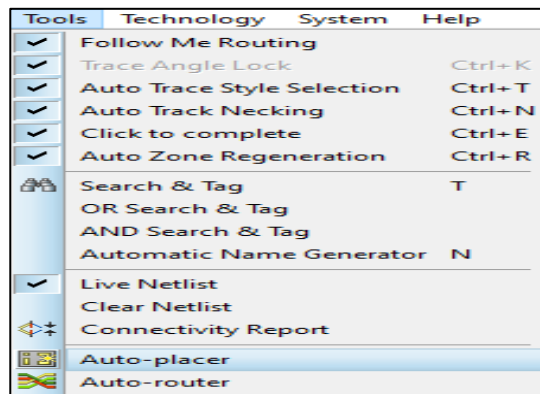 Tools Technology System Help
Follow Me Routing
Trace Angle Lock Ctrl+K
Auto Trace Style Selection Ctrl+T
Auto Track Necking Ctrl+N
Click to complete Ctrl+E
Auto Zone Regeneration Ctrl+R
Search & Tag T
OR Search & Tag
AND Search & Tag
Automatic Name Generator N
Live Netlist
Clear Netlist
Connectivity Report
Auto-placer
Auto-router